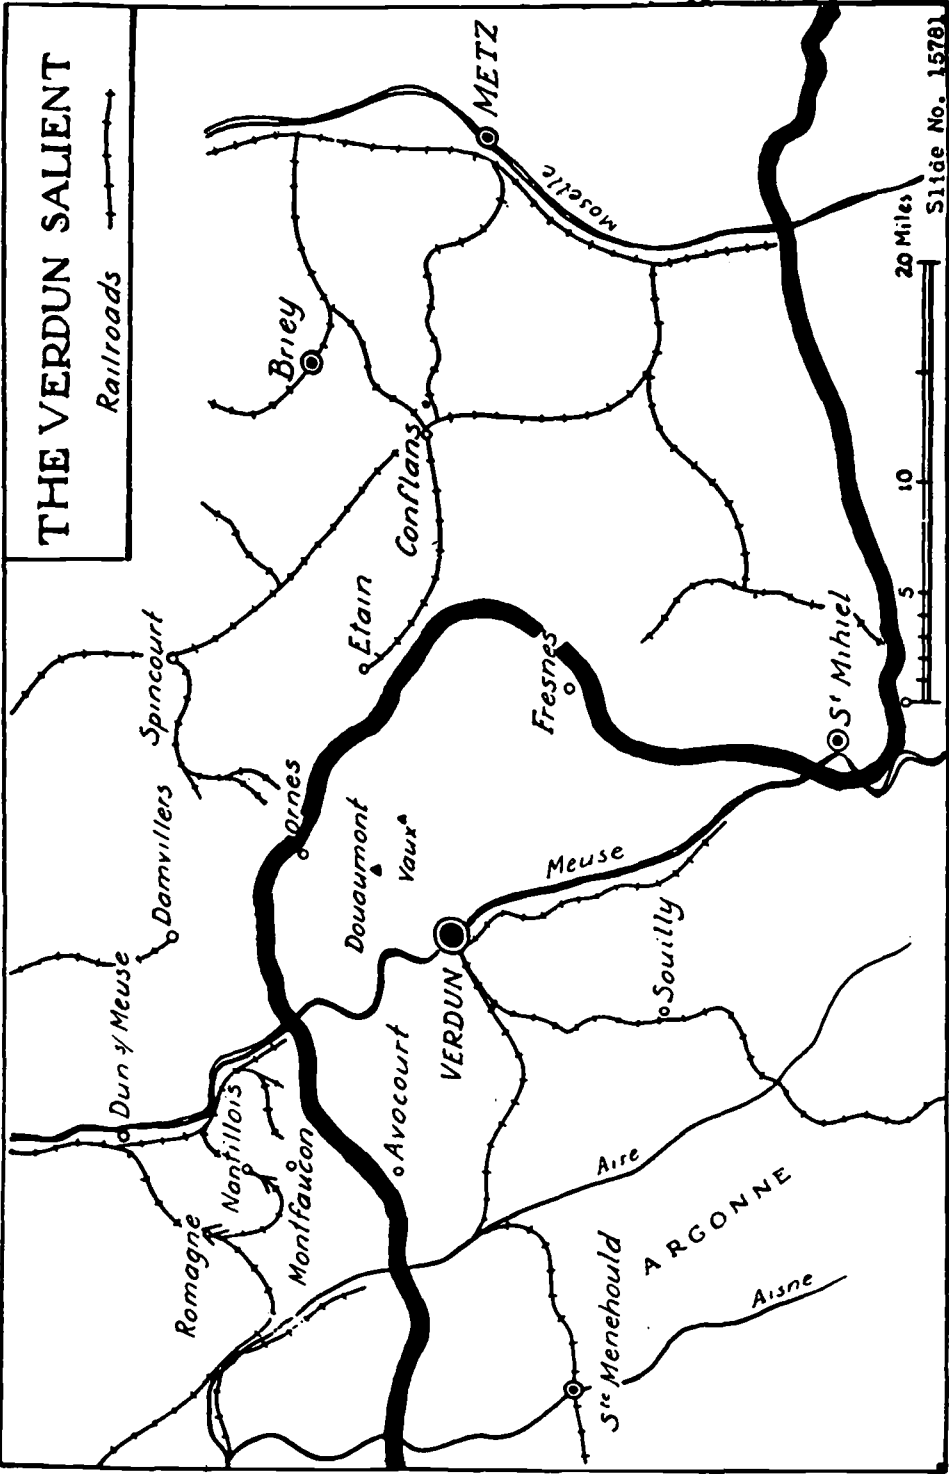 THE VERDUN SALIENT
Railroads
Romagne
Dun s/ Meuse
Damvillers
Spincourt
Nantillois
Montfaucon
Ornes
Briey
Etain
Avocourt
Douaumont
Vaux
Conflans
VERDUN
METZ
Fresnes
Moselle
Meuse
Ste Menehould
Aire
Souilly
ARGONNE
Aisne
St Mihiel
5
10
20 Miles
Slide No. 15781